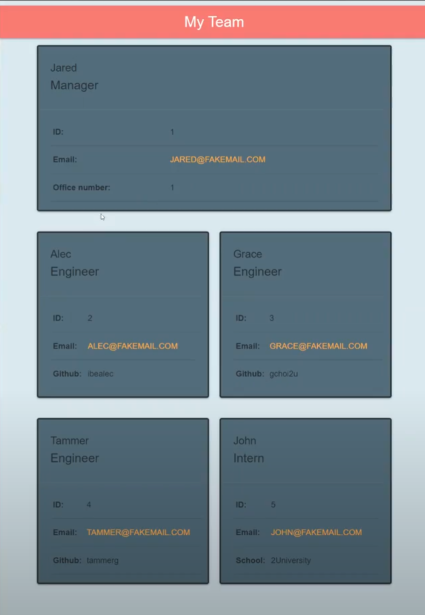 My Team
Jared
Manager
ID: 1
Email: JARED@FAKEMAIL.COM
Office number: 1
Alec
Engineer
ID: 2
Email: ALEC@FAKEMAIL.COM
Github: ibealec
Grace
Engineer
ID: 3
Email: GRACE@FAKEMAIL.COM
Github: gchoi2u
Tammer
Engineer
ID: 4
Email: TAMMER@FAKEMAIL.COM
Github: tammerg
John
Intern
ID: 5
Email: JOHN@FAKEMAIL.COM
School: 2University